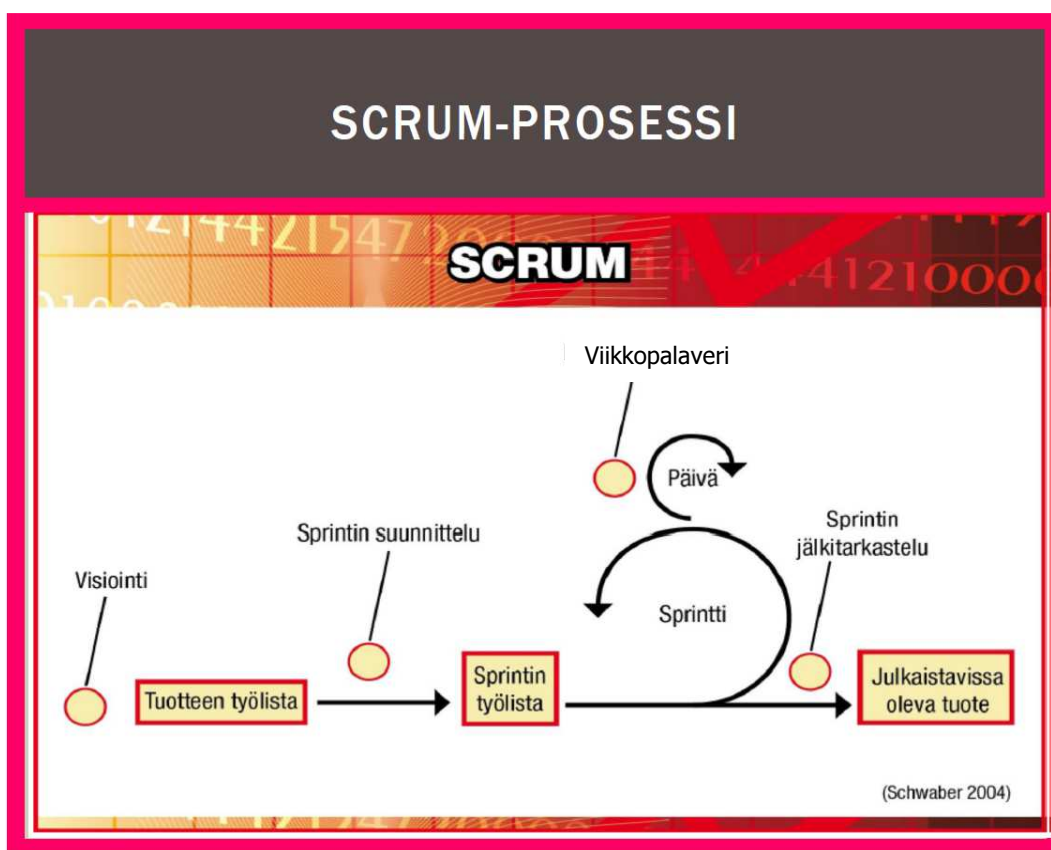 SCRUM-PROSESSI
SCRUM
Viikkopalaveri
Päivä
Sprintin suunnittelu
Sprintin
jälkitarkastelu
Visiointi
Sprintti
Tuotteen työlista
Sprintin
työlista
Julkaistavissa
oleva tuote
(Schwaber 2004)